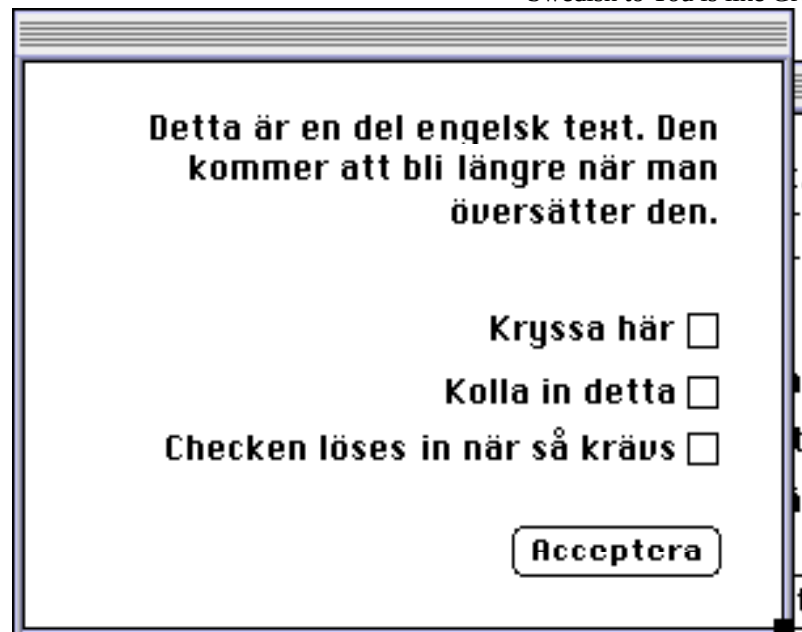 Detta är en del engelsk text. Den
kommer att bli längre när man
översätter den.
Kryssa här
Kolla in detta
Checken löses in när så krävs
Acceptera